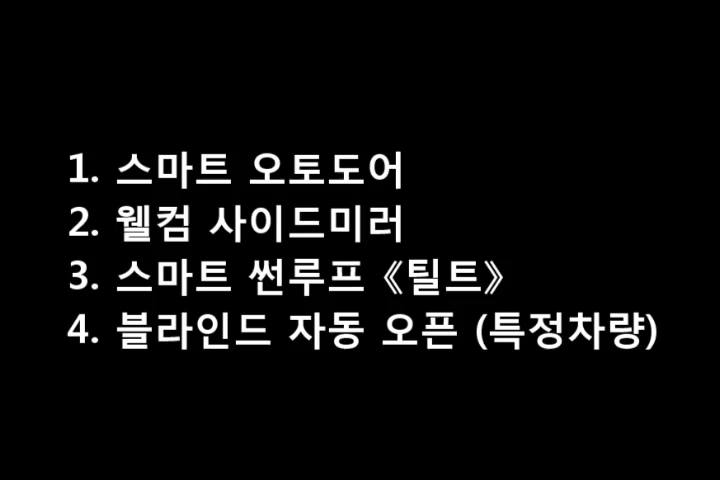 1. 스마트 오토도어
2. 웰컴 사이드미러
3. 스마트 썬루프 《틸트》
4. 블라인드 자동 오픈 (특정차량)